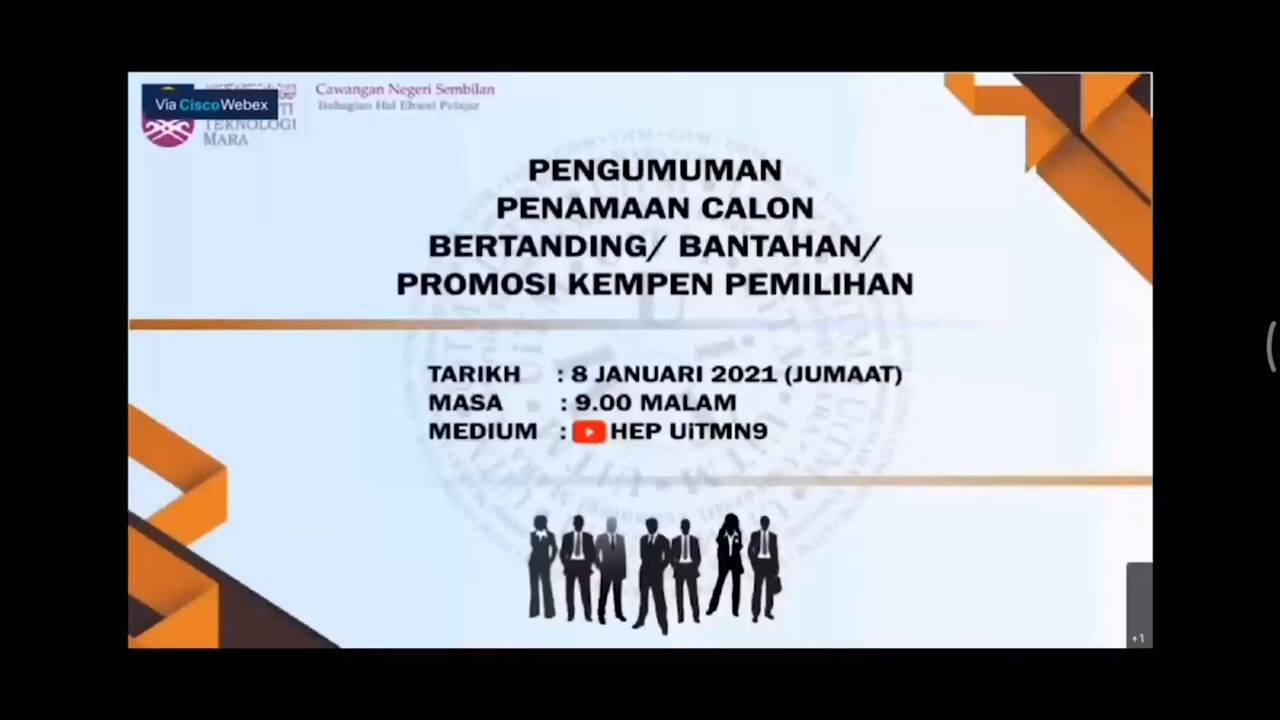 Via CiscoWebex
TEKNOLOGI
MARA
Cawangan Negeri Sembilan
Bahagian Hal Ehwal Pelajar
PENGUMUMAN
PENAMAAN CALON
BERTANDING/ BANTAHAN/
PROMOSI KEMPEN PEMILIHAN
TARIKH : 8 JANUARI 2021 (JUMAAT)
MASA : 9.00 MALAM
MEDIUM : HEP UiTMN9
+1